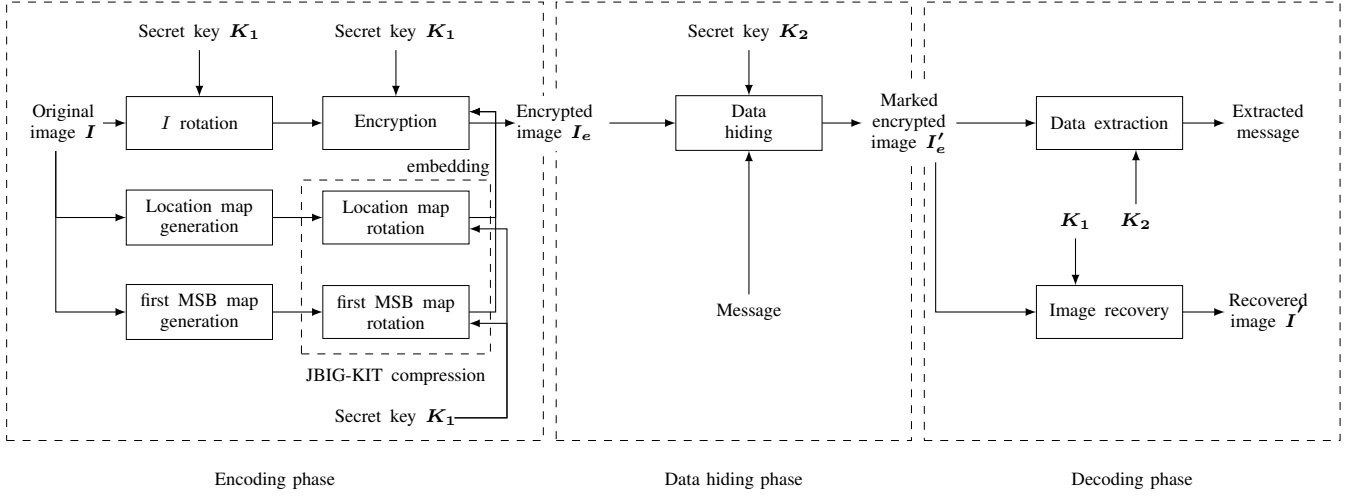 Secret key K₁
Secret key K₁
Secret key K₂
Original
image I
I rotation
Encryption
Encrypted
image Iₑ
Data
hiding
Marked
encrypted
image I′ₑ
Data extraction
Extracted
message
embedding
Location map
generation
Location map
rotation
K₁
K₂
first MSB map
generation
first MSB map
rotation
Message
Image recovery
Recovered
image I′
JBIG-KIT compression
Secret key K₁
Encoding phase
Data hiding phase
Decoding phase